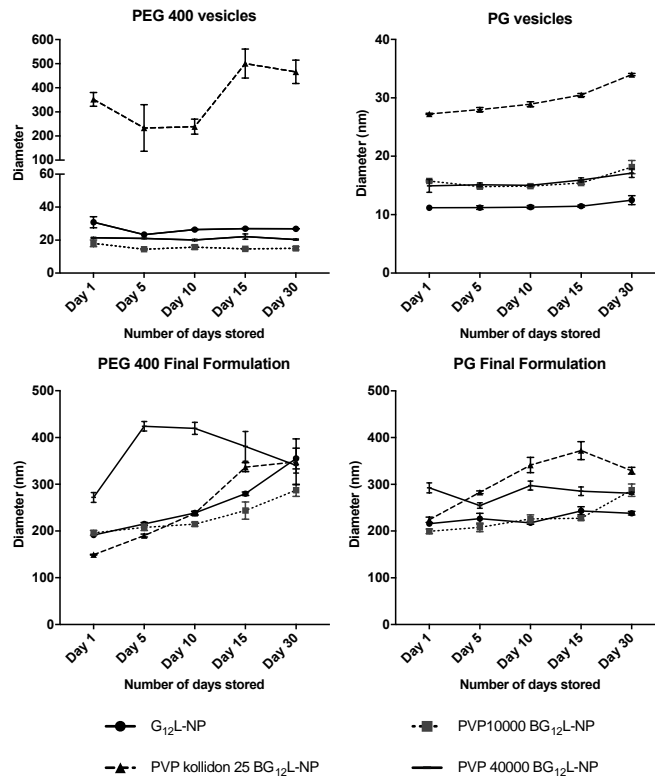 PEG 400 vesicles
Diameter
600
500
400
300
200
100
60
40
20
0
Day 1
Day 5
Day 10
Day 15
Day 30
Number of days stored
PG vesicles
Diameter (nm)
40
30
20
10
0
Day 1
Day 5
Day 10
Day 15
Day 30
Number of days stored
PEG 400 Final Formulation
Diameter (nm)
500
400
300
200
100
0
Day 1
Day 5
Day 10
Day 15
Day 30
Number of days stored
PG Final Formulation
Diameter (nm)
500
400
300
200
100
0
Day 1
Day 5
Day 10
Day 15
Day 30
Number of days stored
G₁₂L-NP
PVP10000 BG₁₂L-NP
PVP kollidon 25 BG₁₂L-NP
PVP 40000 BG₁₂L-NP